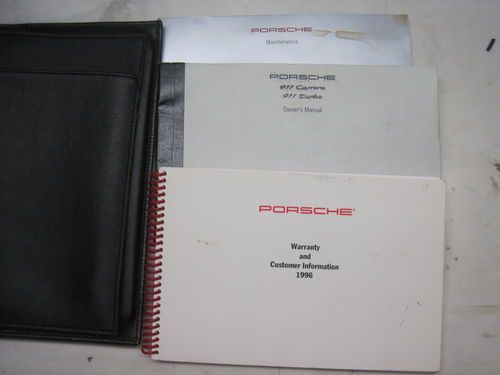 PORSCHE
Maintenance
PORSCHE
911 Carrera
911 Turbo
Owner's Manual
PORSCHE®
Warranty
and
Customer Information
1996